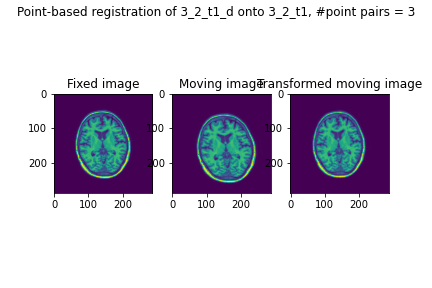 Point-based registration of 3_2_t1_d onto 3_2_t1, #point pairs = 3
Fixed image Moving image Transformed moving image
0 0 0
100 100 100
200 200 200
0 100 200 0 100 200 0 100 200